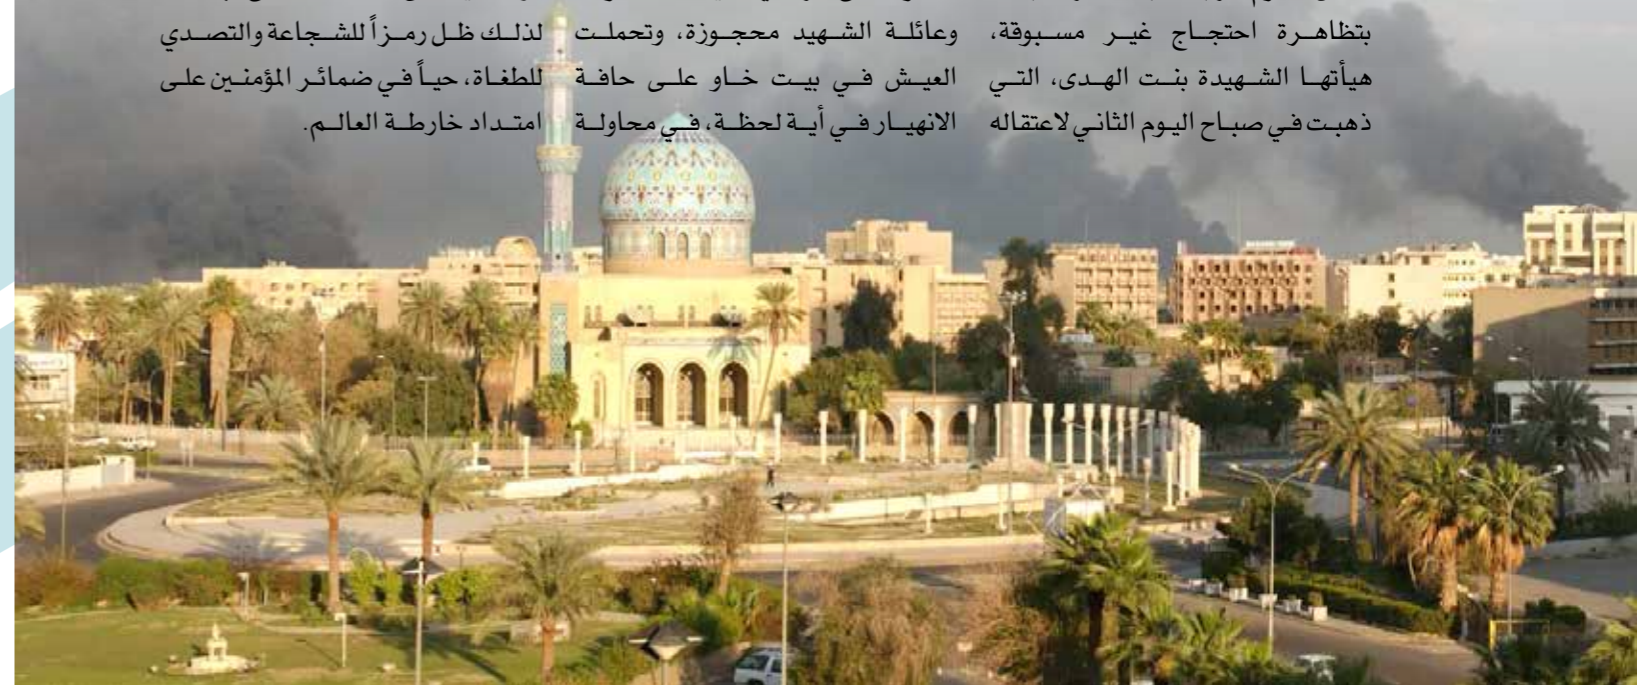 بتظاهرة احتجاج غير مسبوقة،
هيأتها الشهيدة بنت الهدى، التي
ذهبت في صباح اليوم الثاني لاعتقاله
وعائلة الشهيد محجوزة، وتحملت
العيش في بيت خاو على حافة
الانهيار في أية لحظة، في محاولة
لذلك ظل رمزاً للشجاعة والتصدي
للطغاة، حياً في ضمائر المؤمنين على
امتداد خارطة العالم.